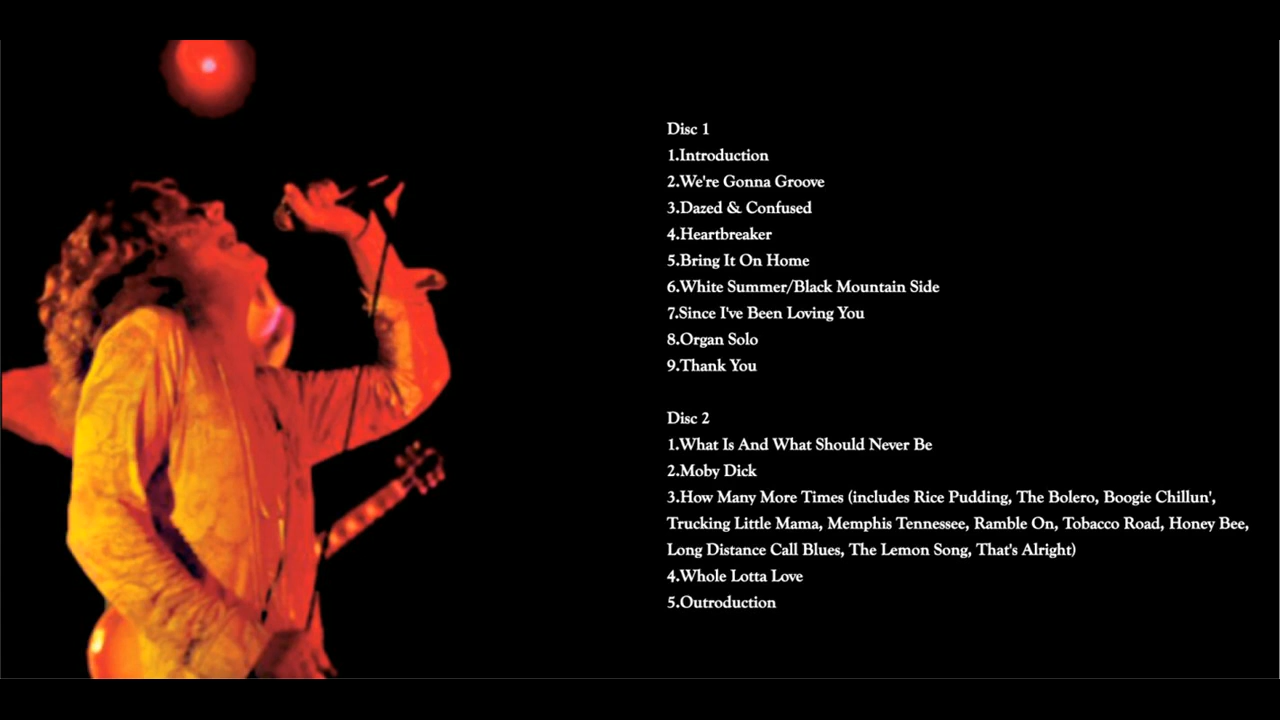 Disc 1
1.Introduction
2.We're Gonna Groove
3.Dazed & Confused
4.Heartbreaker
5.Bring It On Home
6.White Summer/Black Mountain Side
7.Since I've Been Loving You
8.Organ Solo
9.Thank You
Disc 2
1.What Is And What Should Never Be
2.Moby Dick
3.How Many More Times (includes Rice Pudding, The Bolero, Boogie Chillun',
Trucking Little Mama, Memphis Tennessee, Ramble On, Tobacco Road, Honey Bee,
Long Distance Call Blues, The Lemon Song, That's Alright)
4.Whole Lotta Love
5.Outroduction